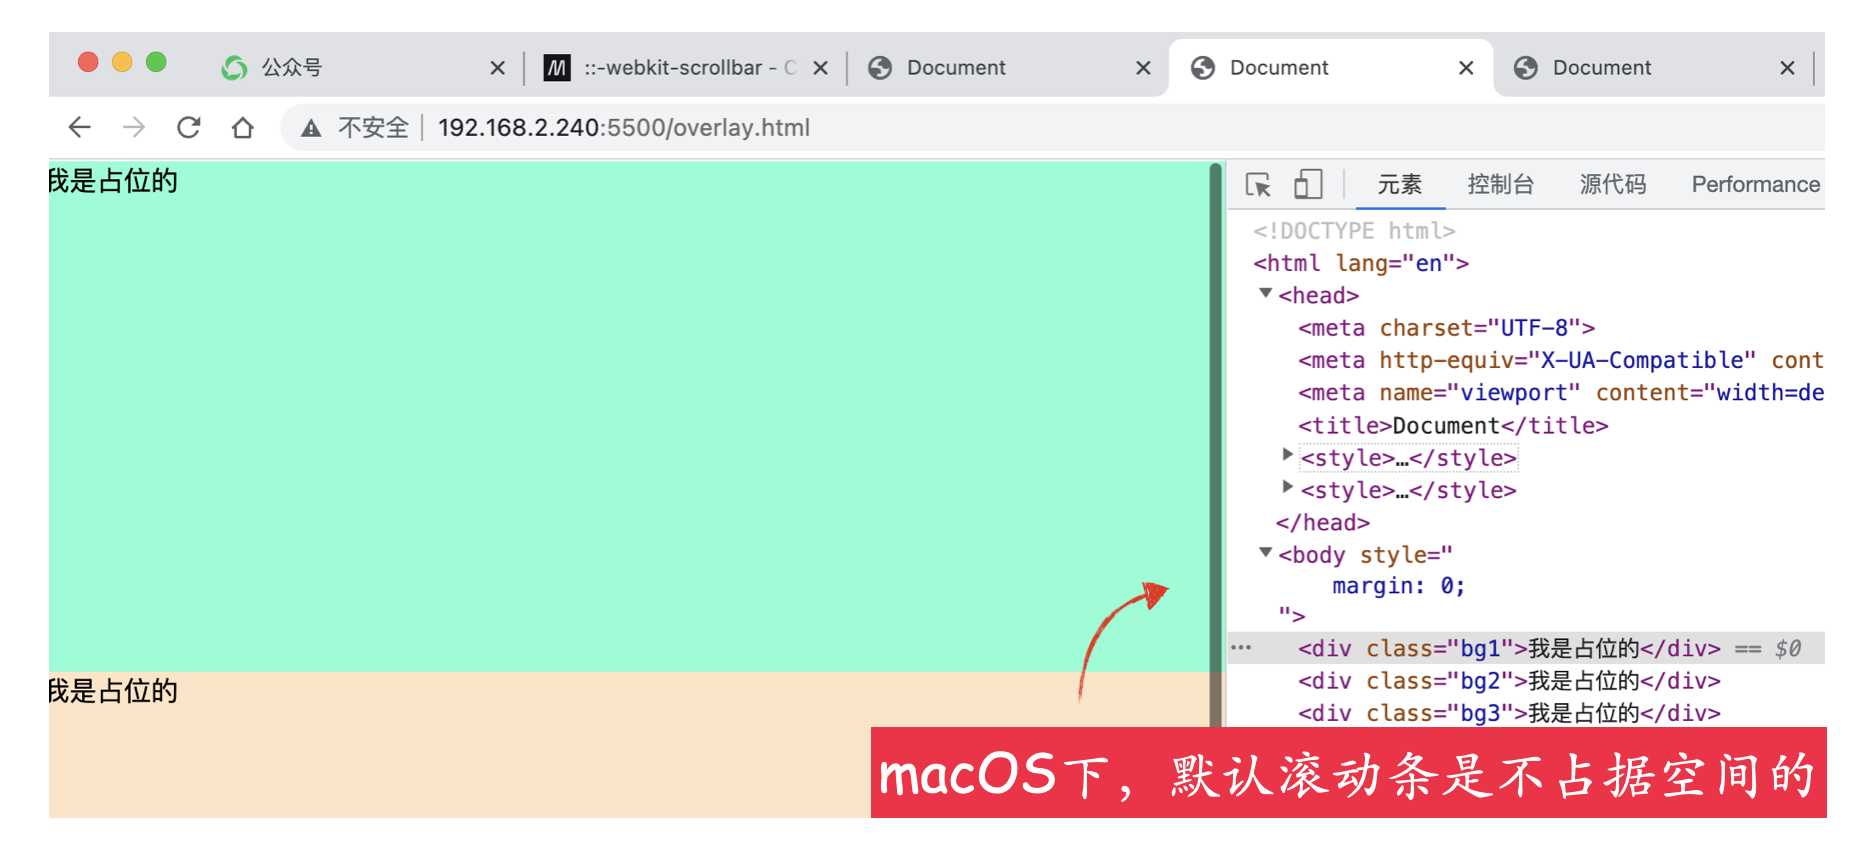 公众号
::-webkit-scrollbar - C
Document
Document
Document
不安全 192.168.2.240:5500/overlay.html
我是占位的
我是占位的
元素 控制台 源代码 Performance
<!DOCTYPE html>
<html lang="en">
<head>
<meta charset="UTF-8">
<meta http-equiv="X-UA-Compatible" cont
<meta name="viewport" content="width=de
<title>Document</title>
<style>…</style>
<style>…</style>
</head>
<body style="
margin: 0;
">
<div class="bg1">我是占位的</div> == $0
<div class="bg2">我是占位的</div>
<div class="bg3">我是占位的</div>
macOS下，默认滚动条是不占据空间的